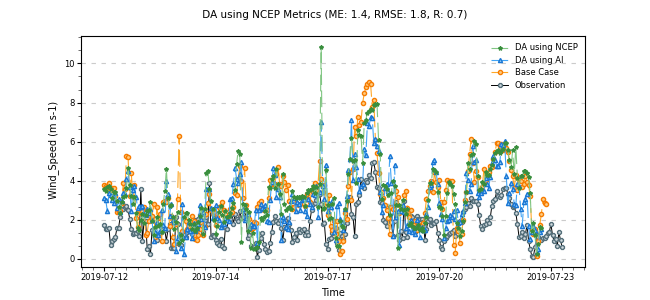 DA using NCEP Metrics (ME: 1.4, RMSE: 1.8, R: 0.7)
DA using NCEP
DA using AI
Base Case
Observation
Wind_Speed (m s-1)
10
8
6
4
2
0
2019-07-12 2019-07-14 2019-07-17 2019-07-20 2019-07-23
Time